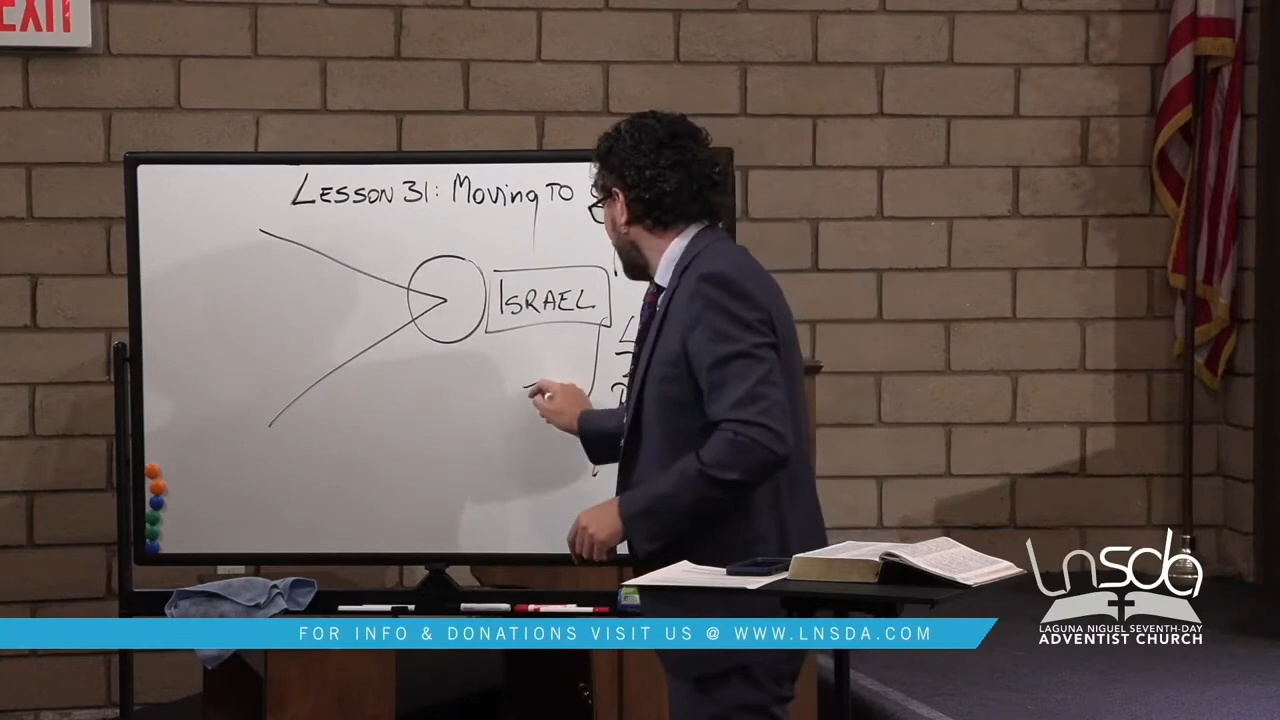 EXIT
LESSON 31: MOVING TO
ISRAEL
FOR INFO & DONATIONS VISIT US @ WWW.LNSDA.COM
LNSDA
LAGUNA NIGUEL SEVENTH-DAY
ADVENTIST CHURCH